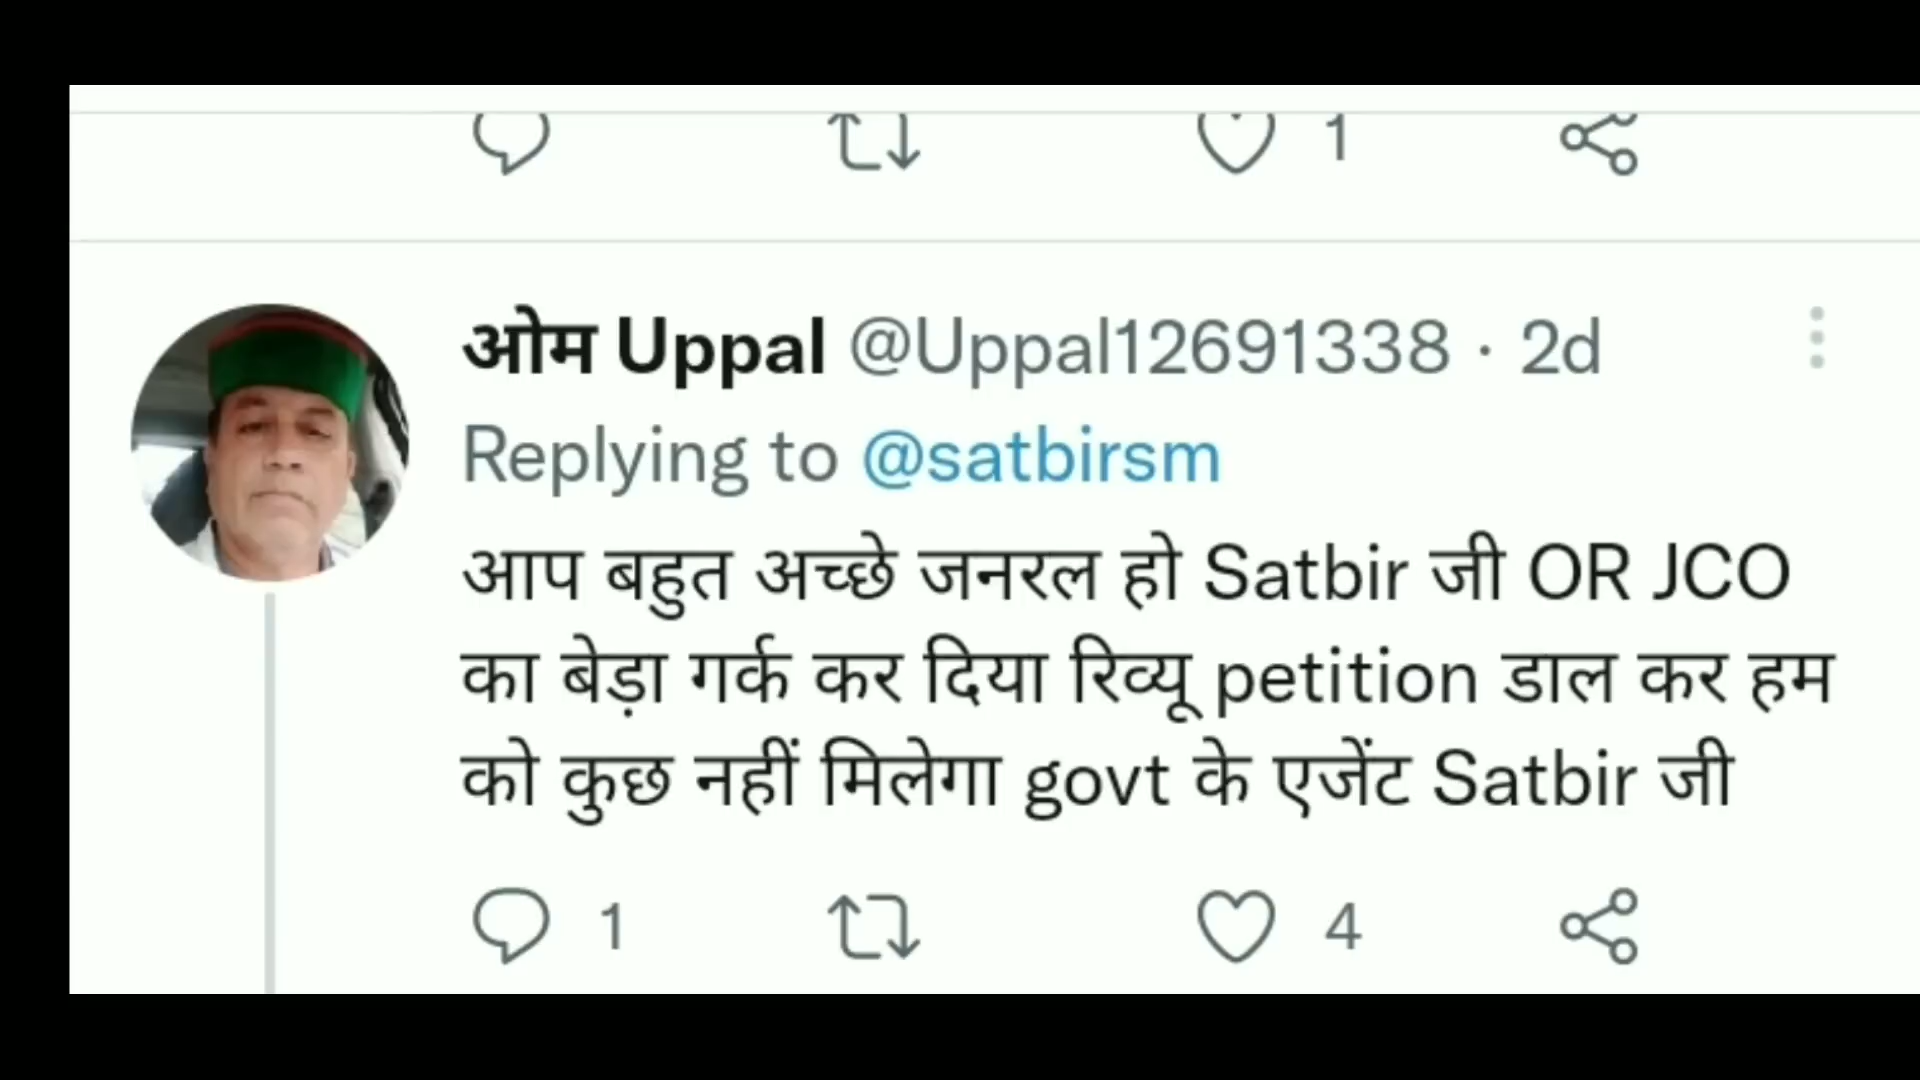 1
ओम Uppal @Uppal12691338 · 2d
Replying to @satbirsm
आप बहुत अच्छे जनरल हो Satbir जी OR JCO
का बेड़ा गर्क कर दिया रिव्यू petition डाल कर हम
को कुछ नहीं मिलेगा govt के एजेंट Satbir जी
1 4